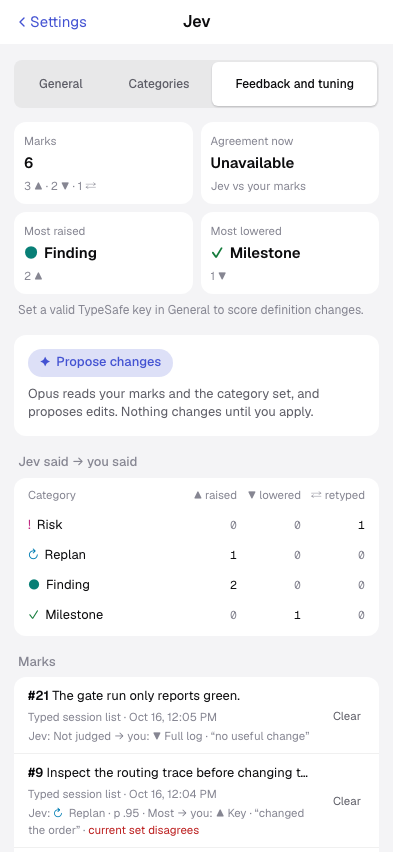 Settings
Jev
General
Categories
Feedback and tuning
Marks
6
3 ▲ · 2 ▼ · 1 ⇄
Agreement now
Unavailable
Jev vs your marks
Most raised
Finding
2 ▲
Most lowered
✓ Milestone
1 ▼
Set a valid TypeSafe key in General to score definition changes.
✦ Propose changes
Opus reads your marks and the category set, and
proposes edits. Nothing changes until you apply.
Jev said → you said
Category ▲ raised ▼ lowered ⇄ retyped
! Risk 0 0 1
↻ Replan 1 0 0
● Finding 2 0 0
✓ Milestone 0 1 0
Marks
#21 The gate run only reports green.
Typed session list · Oct 16, 12:05 PM
Jev: Not judged → you: ▼ Full log · “no useful change”
Clear
#9 Inspect the routing trace before changing t…
Typed session list · Oct 16, 12:04 PM
Jev: ↻ Replan · p .95 · Most → you: ▲ Key · “changed
the order” · current set disagrees
Clear